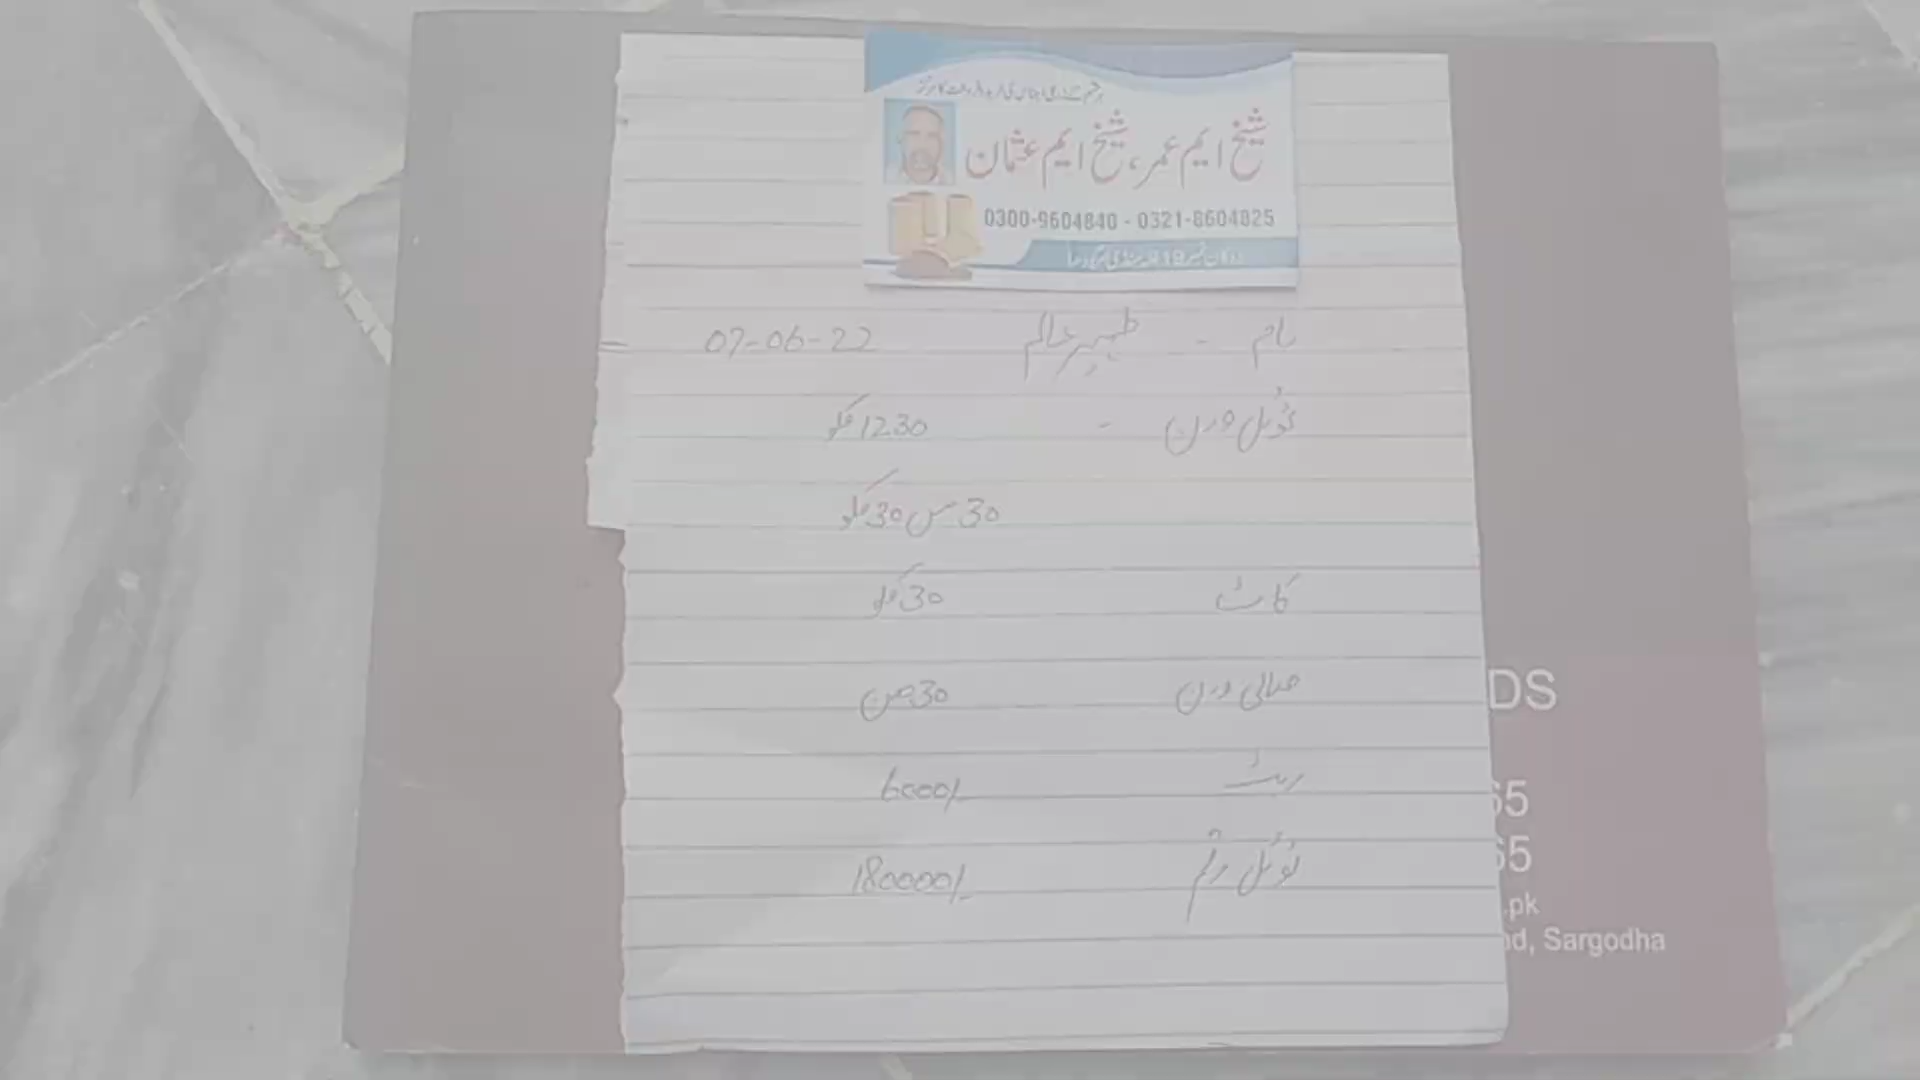 شیخ ایم عمر، شیخ ایم عثمان
0300-9604840 - 0321-8604825
نام - ظہیر عالم 07-06-22
ٹوٹل وزن - 1230 کلو
30 من 30 کلو
کاٹ 30 کلو
صافی وزن 30 من
ریٹ 6000/-
ٹوٹل رقم 180000/-
DS
65
65
.pk
ad, Sargodha